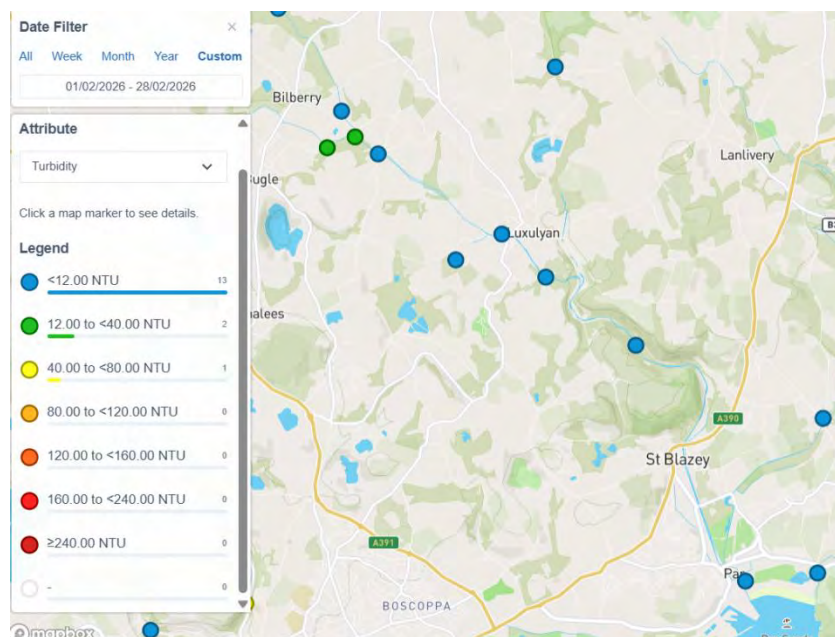 Date Filter ×
All Week Month Year Custom
01/02/2026 - 28/02/2026
Attribute
Turbidity
Click a map marker to see details.
Legend
<12.00 NTU 13
12.00 to <40.00 NTU 2
40.00 to <80.00 NTU 1
80.00 to <120.00 NTU 0
120.00 to <160.00 NTU 0
160.00 to <240.00 NTU 0
≥240.00 NTU 0
- 0
mapbox
Bilberry
Lanlivery
Luxulyan
A390
St Blazey
A391
BOSCOPPA